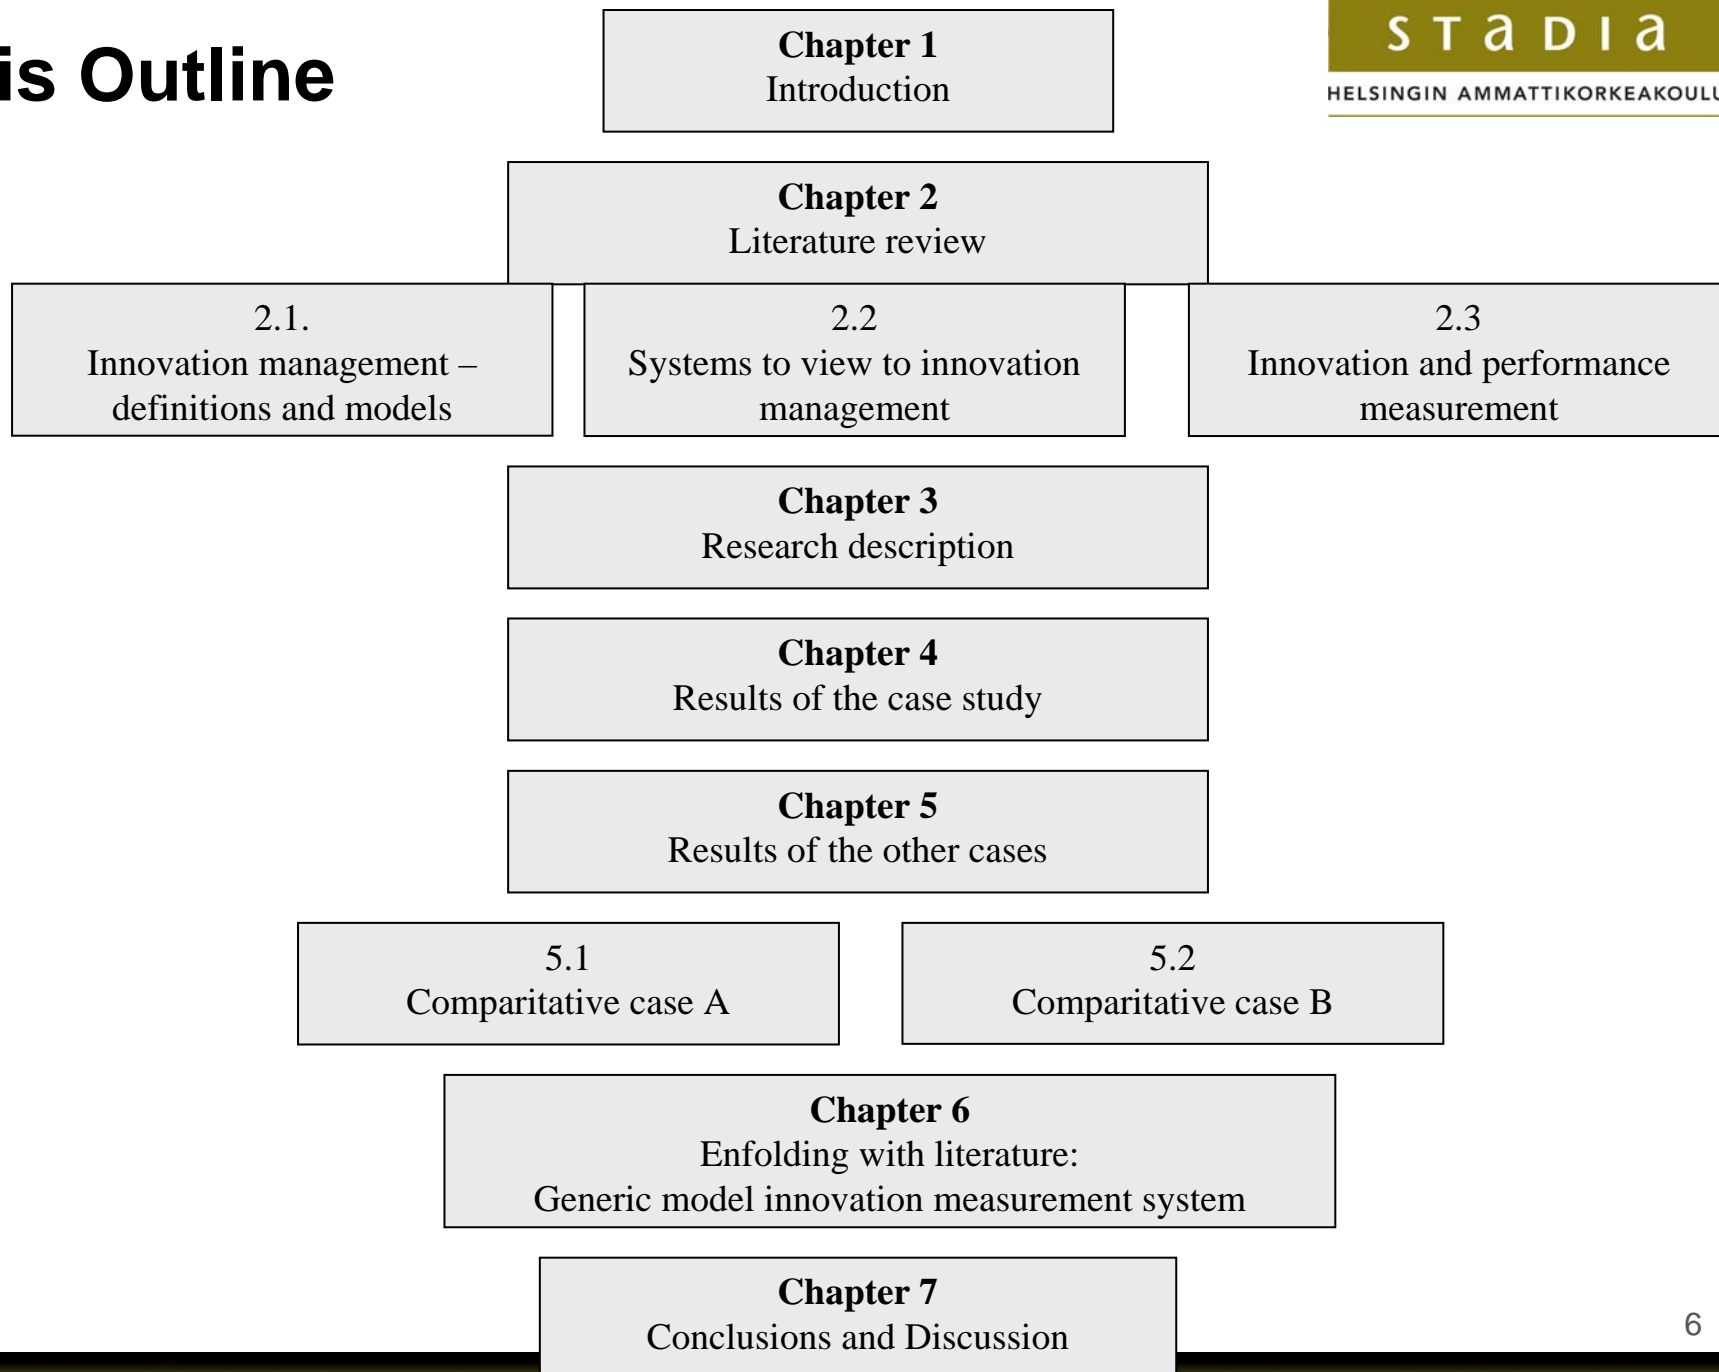 is Outline
STaDIa
HELSINGIN AMMATTIKORKEAKOULU
Chapter 1
Introduction
Chapter 2
Literature review
2.1.
Innovation management –
definitions and models
2.2
Systems to view to innovation
management
2.3
Innovation and performance
measurement
Chapter 3
Research description
Chapter 4
Results of the case study
Chapter 5
Results of the other cases
5.1
Comparitative case A
5.2
Comparitative case B
Chapter 6
Enfolding with literature:
Generic model innovation measurement system
Chapter 7
Conclusions and Discussion
6